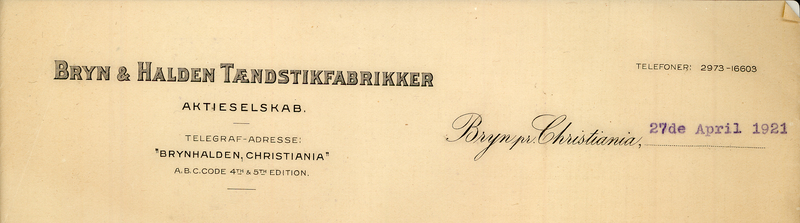 BRYN & HALDEN TÆNDSTIKFABRIKKER
AKTIESELSKAB.
TELEGRAF-ADRESSE:
"BRYNHALDEN, CHRISTIANIA"
A.B.C. CODE 4TH & 5TH EDITION.
TELEFONER: 2973-16603
Bryn pr. Christiania, 27de April 1921